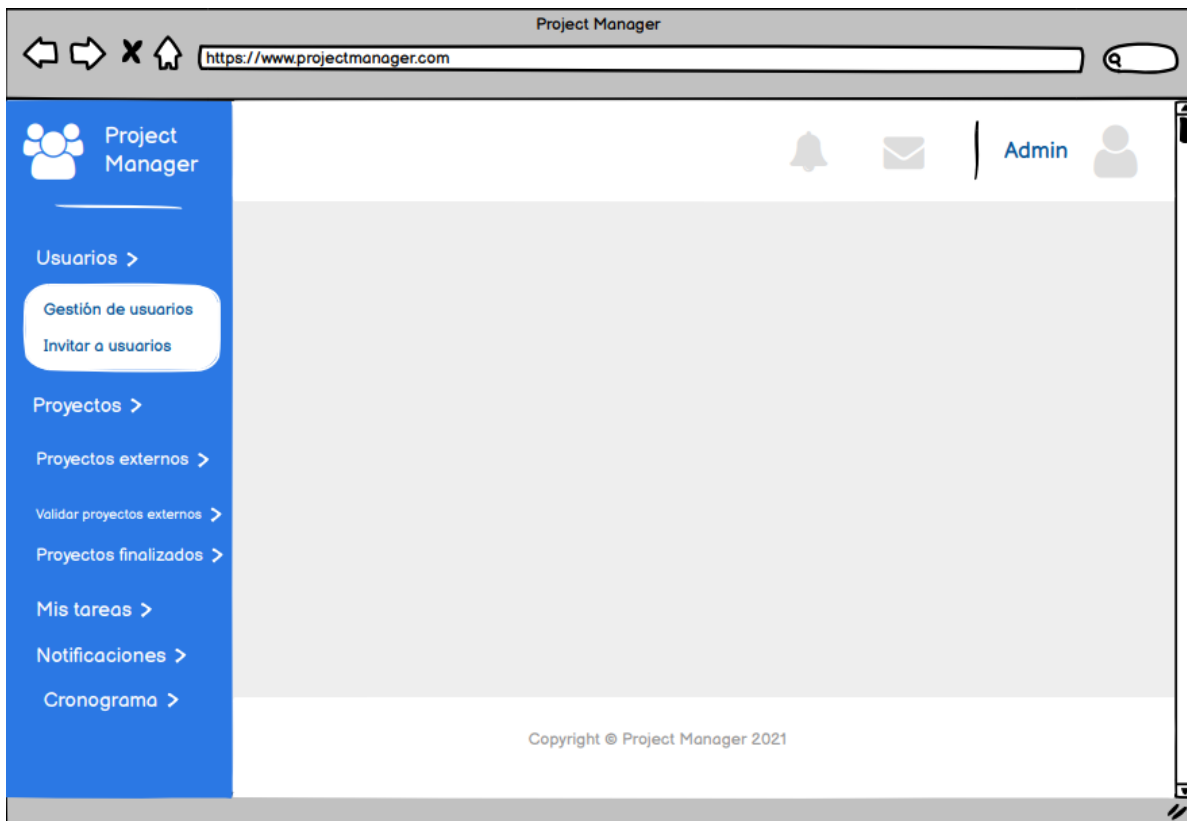 Project Manager
https://www.projectmanager.com
Project
Manager
Admin
Usuarios >
Gestión de usuarios
Invitar a usuarios
Proyectos >
Proyectos externos >
Validar proyectos externos >
Proyectos finalizados >
Mis tareas >
Notificaciones >
Cronograma >
Copyright © Project Manager 2021